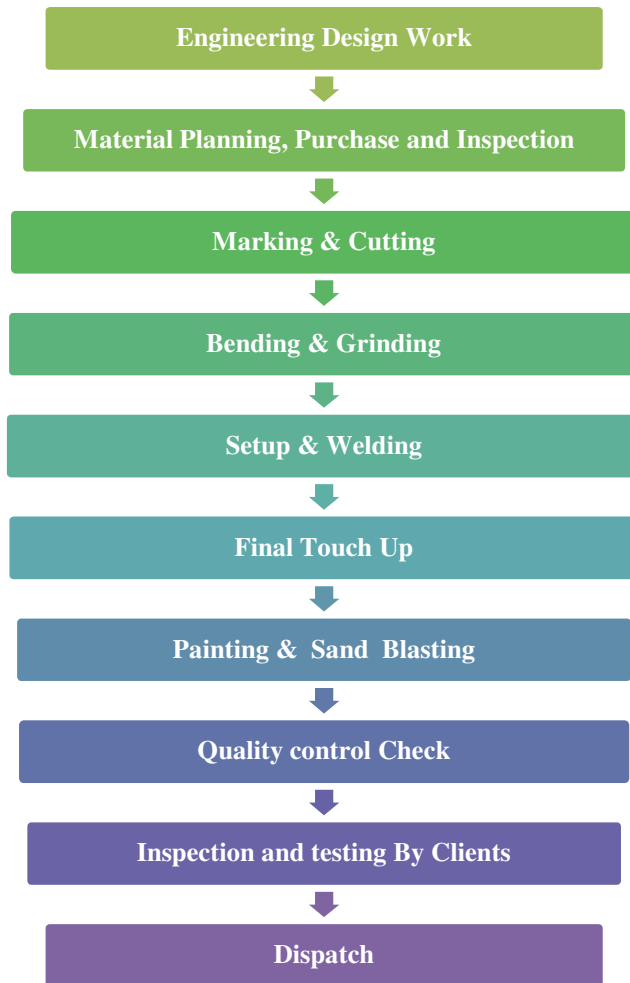 Engineering Design Work
Material Planning, Purchase and Inspection
Marking & Cutting
Bending & Grinding
Setup & Welding
Final Touch Up
Painting & Sand Blasting
Quality control Check
Inspection and testing By Clients
Dispatch